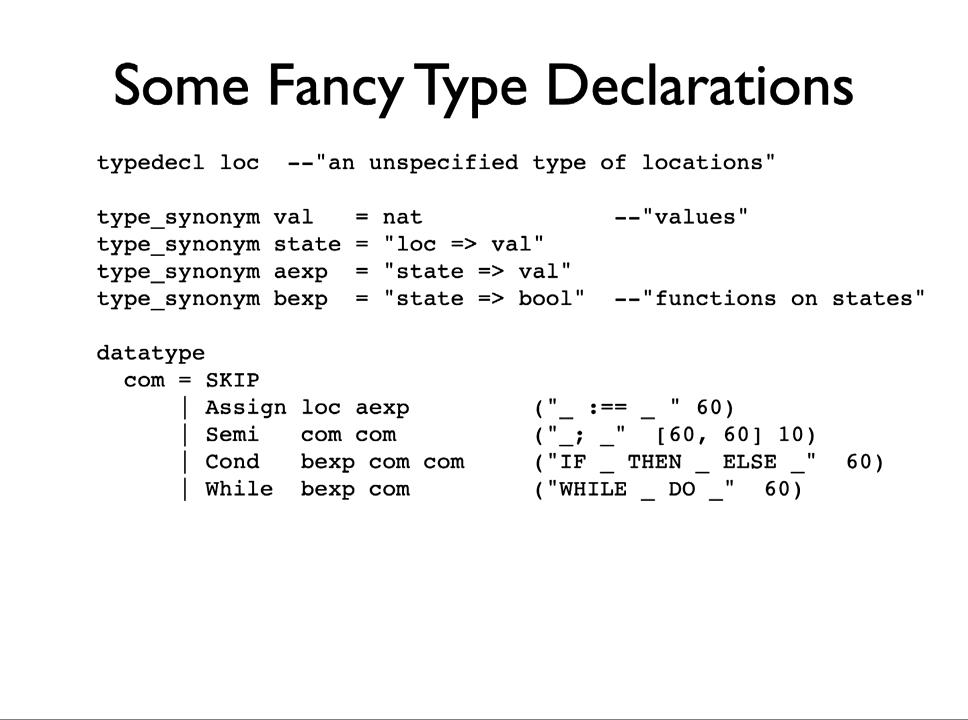 Some Fancy Type Declarations
typedecl loc  --"an unspecified type of locations"
type_synonym val   = nat              --"values"
type_synonym state = "loc => val"
type_synonym aexp  = "state => val"
type_synonym bexp  = "state => bool"  --"functions on states"
datatype
  com = SKIP
      | Assign loc aexp         ("_ :== _ " 60)
      | Semi   com com          ("_; _"  [60, 60] 10)
      | Cond   bexp com com     ("IF _ THEN _ ELSE _"  60)
      | While  bexp com         ("WHILE _ DO _"  60)